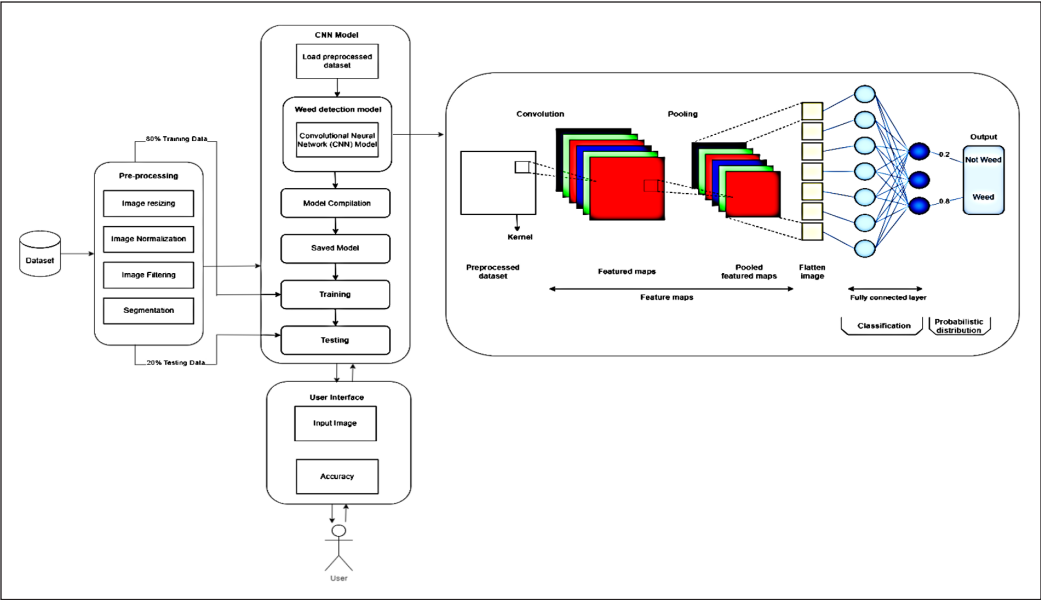 Dataset
80% Training Data
Pre-processing
Image resizing
Image Normalization
Image Filtering
Segmentation
20% Testing Data
CNN Model
Load preprocessed
dataset
Weed detection model
Convolutional Neural
Network (CNN) Model
Model Compilation
Saved Model
Training
Testing
User Interface
Input Image
Accuracy
User
Convolution
Pooling
Kernel
Preprocessed
dataset
Featured maps
Pooled
featured maps
Flatten
image
Feature maps
Fully connected layer
Classification
Probabilistic
distribution
0.2
0.8
Output
Not Weed
Weed